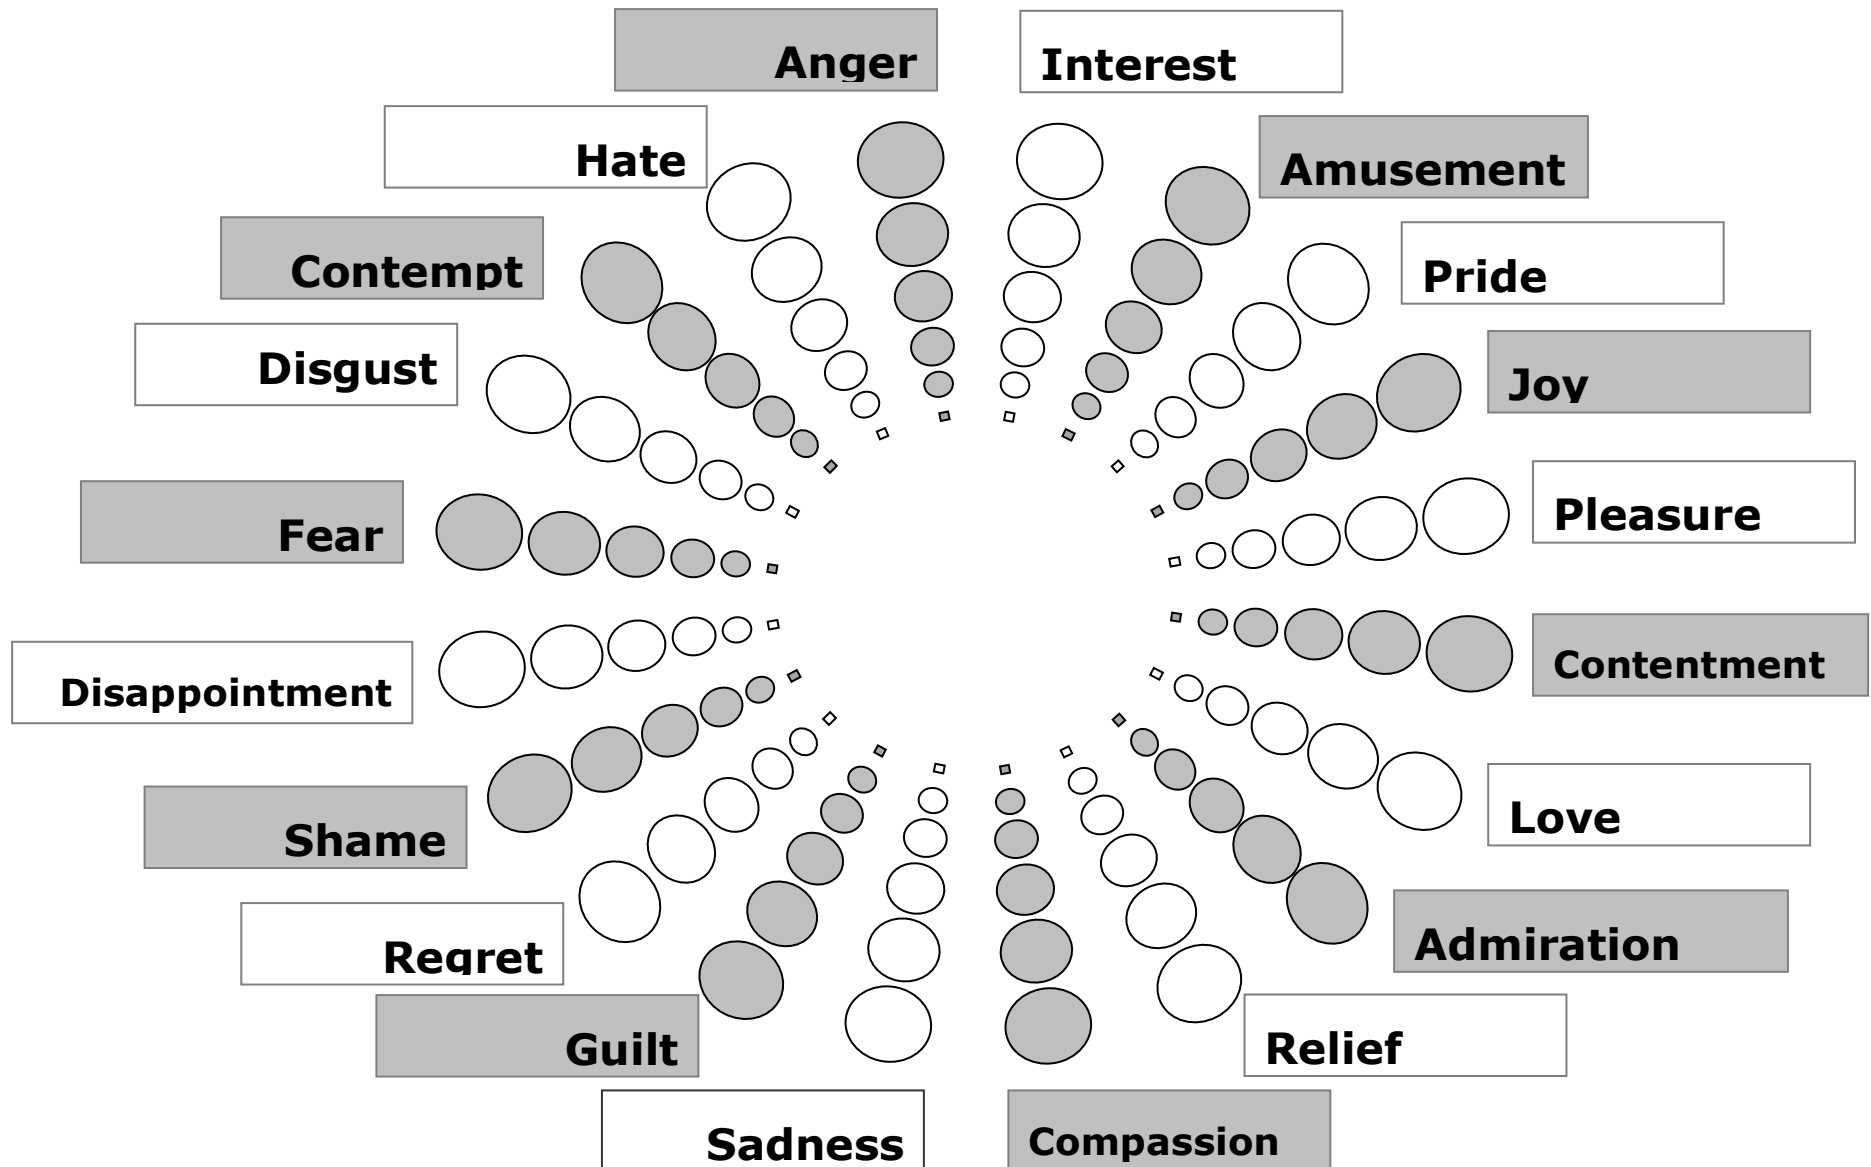 Anger
Interest
Hate
Amusement
Contempt
Pride
Disgust
Joy
Fear
Pleasure
Disappointment
Contentment
Shame
Love
Regret
Admiration
Guilt
Relief
Sadness
Compassion